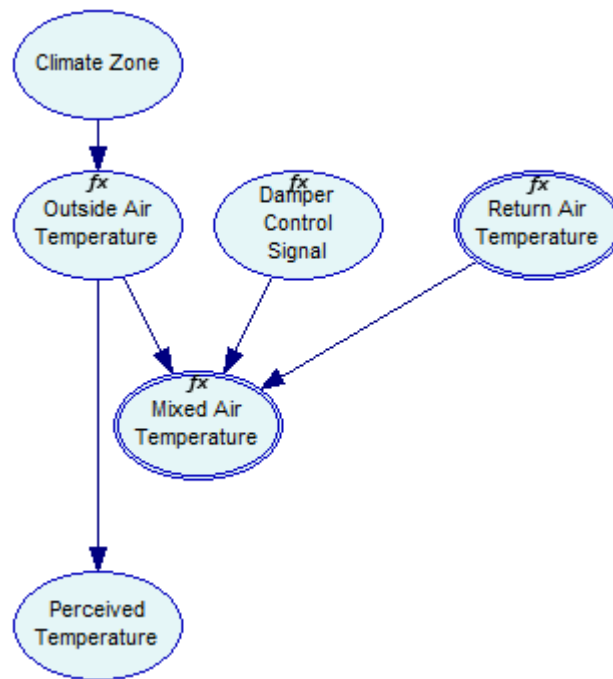 Climate Zone
fx
Outside Air
Temperature
fx
Damper
Control
Signal
fx
Return Air
Temperature
fx
Mixed Air
Temperature
Perceived
Temperature